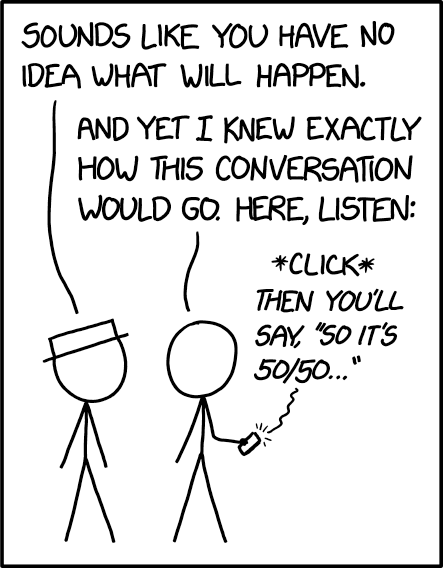 SOUNDS LIKE YOU HAVE NO
IDEA WHAT WILL HAPPEN.
AND YET I KNEW EXACTLY
HOW THIS CONVERSATION
WOULD GO. HERE, LISTEN:
*CLICK*
THEN YOU'LL
SAY, "SO IT'S
50/50..."